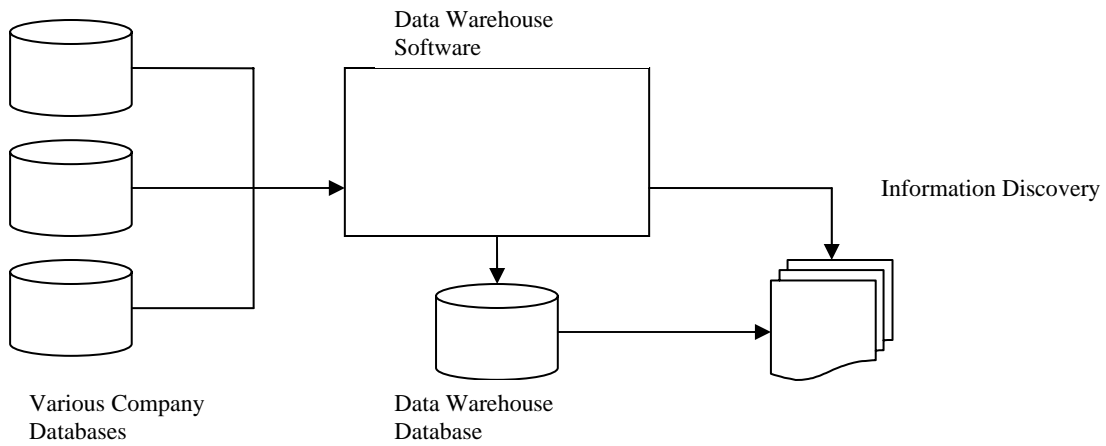 Data Warehouse
Software
Information Discovery
Various Company
Databases
Data Warehouse
Database